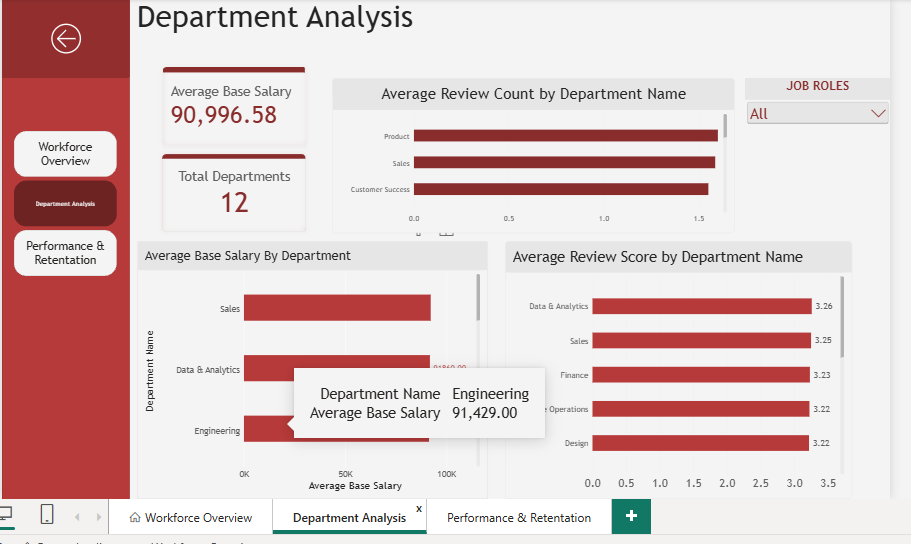 Department Analysis
Workforce
Overview
Department Analysis
Performance &
Retentation
Average Base Salary
90,996.58
Total Departments
12
Average Review Count by Department Name
Product
Sales
Customer Success
0.0 0.5 1.0 1.5
JOB ROLES
All
Average Base Salary By Department
Department Name
Sales
Data & Analytics
Engineering
0K 50K 100K
Average Base Salary
Department Name Engineering
Average Base Salary 91,429.00
Average Review Score by Department Name
Data & Analytics 3.26
Sales 3.25
Finance 3.23
Operations 3.22
Design 3.22
0.0 0.5 1.0 1.5 2.0 2.5 3.0 3.5
Workforce Overview
Department Analysis x
Performance & Retentation